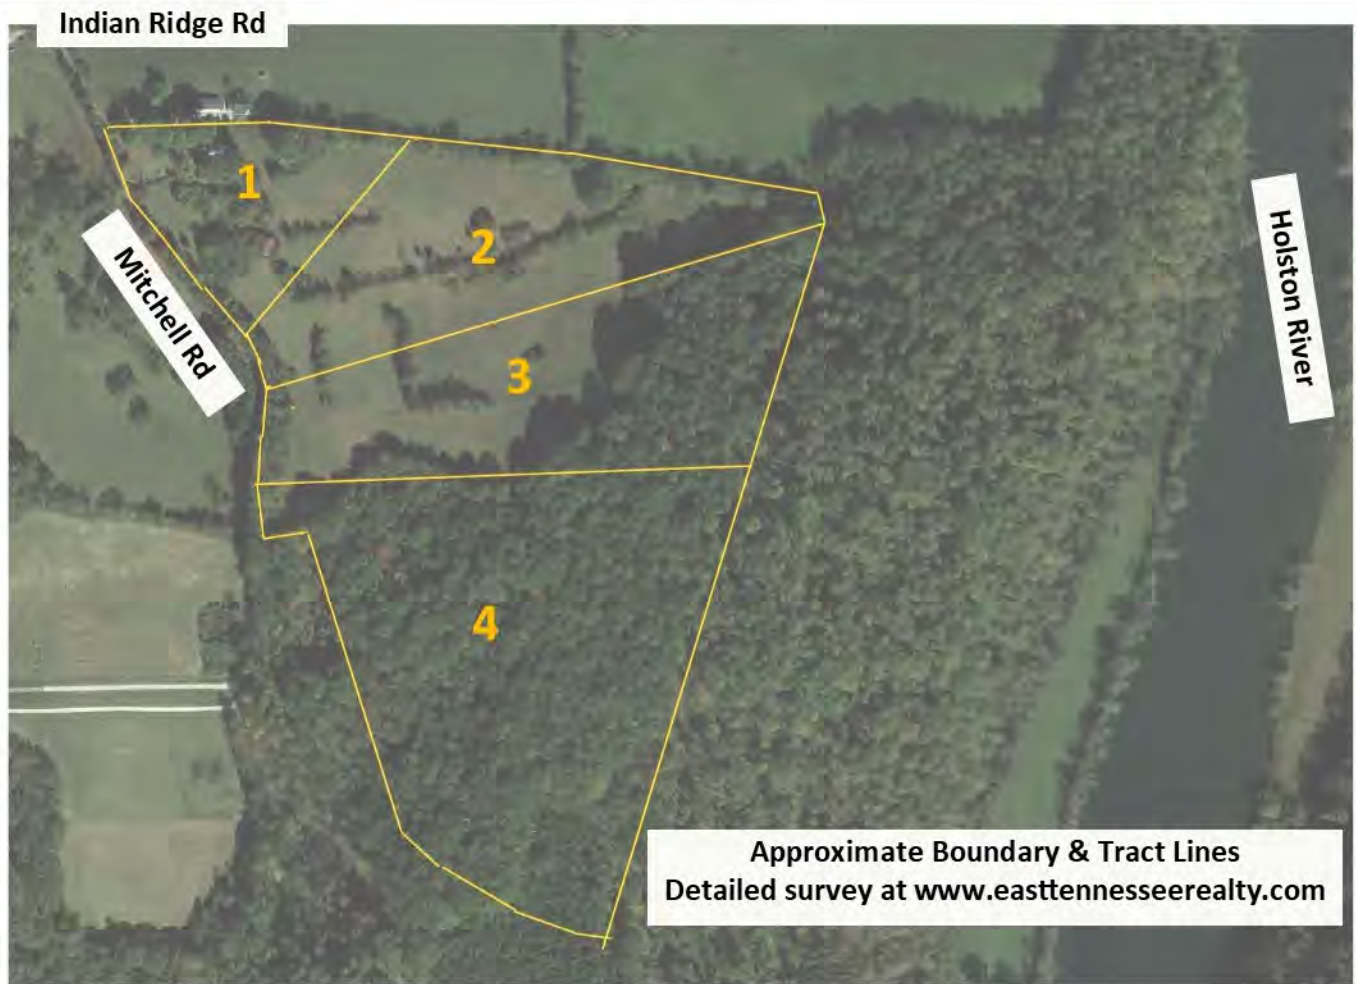 Indian Ridge Rd
1
2
Mitchell Rd
Holston River
3
4
Approximate Boundary & Tract Lines
Detailed survey at www.easttennesseerealty.com